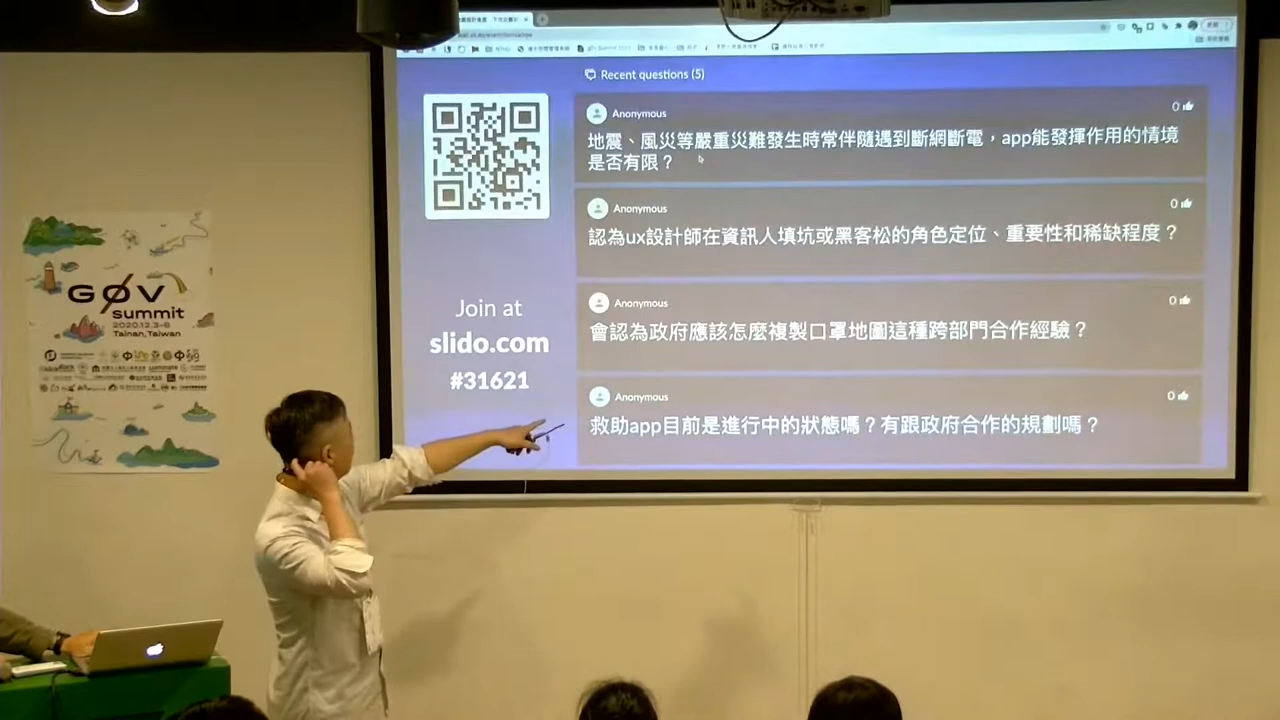 Recent questions (5)
Anonymous
0
地震、風災等嚴重災難發生時常伴隨遇到斷網斷電，app能發揮作用的情境
是否有限？
Anonymous
0
認為ux設計師在資訊人填坑或黑客松的角色定位、重要性和稀缺程度？
Anonymous
0
會認為政府應該怎麼複製口罩地圖這種跨部門合作經驗？
Anonymous
0
救助app目前是進行中的狀態嗎？有跟政府合作的規劃嗎？
Join at
slido.com
#31621
GØV
summit
2020.12.3-6
Tainan, Taiwan